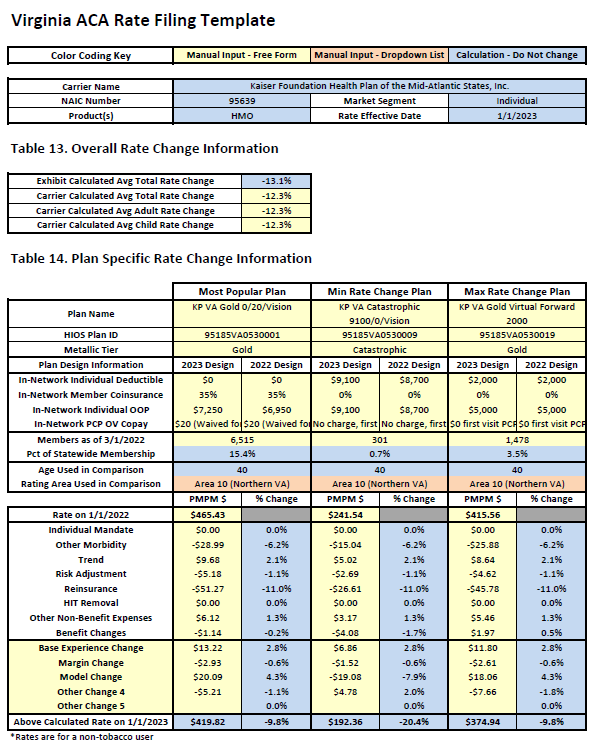 Virginia ACA Rate Filing Template
Color Coding Key Manual Input - Free Form Manual Input - Dropdown List Calculation - Do Not Change
Carrier Name Kaiser Foundation Health Plan of the Mid-Atlantic States, Inc.
NAIC Number 95639 Market Segment Individual
Product(s) HMO Rate Effective Date 1/1/2023
Table 13. Overall Rate Change Information
Exhibit Calculated Avg Total Rate Change -13.1%
Carrier Calculated Avg Total Rate Change -12.3%
Carrier Calculated Avg Adult Rate Change -12.3%
Carrier Calculated Avg Child Rate Change -12.3%
Table 14. Plan Specific Rate Change Information
Most Popular Plan Min Rate Change Plan Max Rate Change Plan
Plan Name KP VA Gold 0/20/Vision KP VA Catastrophic 9100/0/Vision KP VA Gold Virtual Forward 2000
HIOS Plan ID 95185VA0530001 95185VA0530009 95185VA0530019
Metallic Tier Gold Catastrophic Gold
Plan Design Information 2023 Design 2022 Design 2023 Design 2022 Design 2023 Design 2022 Design
In-Network Individual Deductible $0 $0 $9,100 $8,700 $2,000 $2,000
In-Network Member Coinsurance 35% 35% 0% 0% 0% 0%
In-Network Individual OOP $7,250 $6,950 $9,100 $8,700 $5,000 $5,000
In-Network PCP OV Copay $20 (Waived for $20 (Waived for No charge, first No charge, first $0 first visit PCP $0 first visit PCP
Members as of 3/1/2022 6,515 301 1,478
Pct of Statewide Membership 15.4% 0.7% 3.5%
Age Used in Comparison 40 40 40
Rating Area Used in Comparison Area 10 (Northern VA) Area 10 (Northern VA) Area 10 (Northern VA)
PMPM $ % Change PMPM $ % Change PMPM $ % Change
Rate on 1/1/2022 $465.43 $241.54 $415.56
Individual Mandate $0.00 0.0% $0.00 0.0% $0.00 0.0%
Other Morbidity -$28.99 -6.2% -$15.04 -6.2% -$25.88 -6.2%
Trend $9.68 2.1% $5.02 2.1% $8.64 2.1%
Risk Adjustment -$5.18 -1.1% -$2.69 -1.1% -$4.62 -1.1%
Reinsurance -$51.27 -11.0% -$26.61 -11.0% -$45.78 -11.0%
HIT Removal $0.00 0.0% $0.00 0.0% $0.00 0.0%
Other Non-Benefit Expenses $6.12 1.3% $3.17 1.3% $5.46 1.3%
Benefit Changes -$1.14 -0.2% -$4.08 -1.7% $1.97 0.5%
Base Experience Change $13.22 2.8% $6.86 2.8% $11.80 2.8%
Margin Change -$2.93 -0.6% -$1.52 -0.6% -$2.61 -0.6%
Model Change $20.09 4.3% -$19.08 -7.9% $18.06 4.3%
Other Change 4 -$5.21 -1.1% $4.78 2.0% -$7.66 -1.8%
Other Change 5 0.0% 0.0% 0.0%
Above Calculated Rate on 1/1/2023 $419.82 -9.8% $192.36 -20.4% $374.94 -9.8%
*Rates are for a non-tobacco user